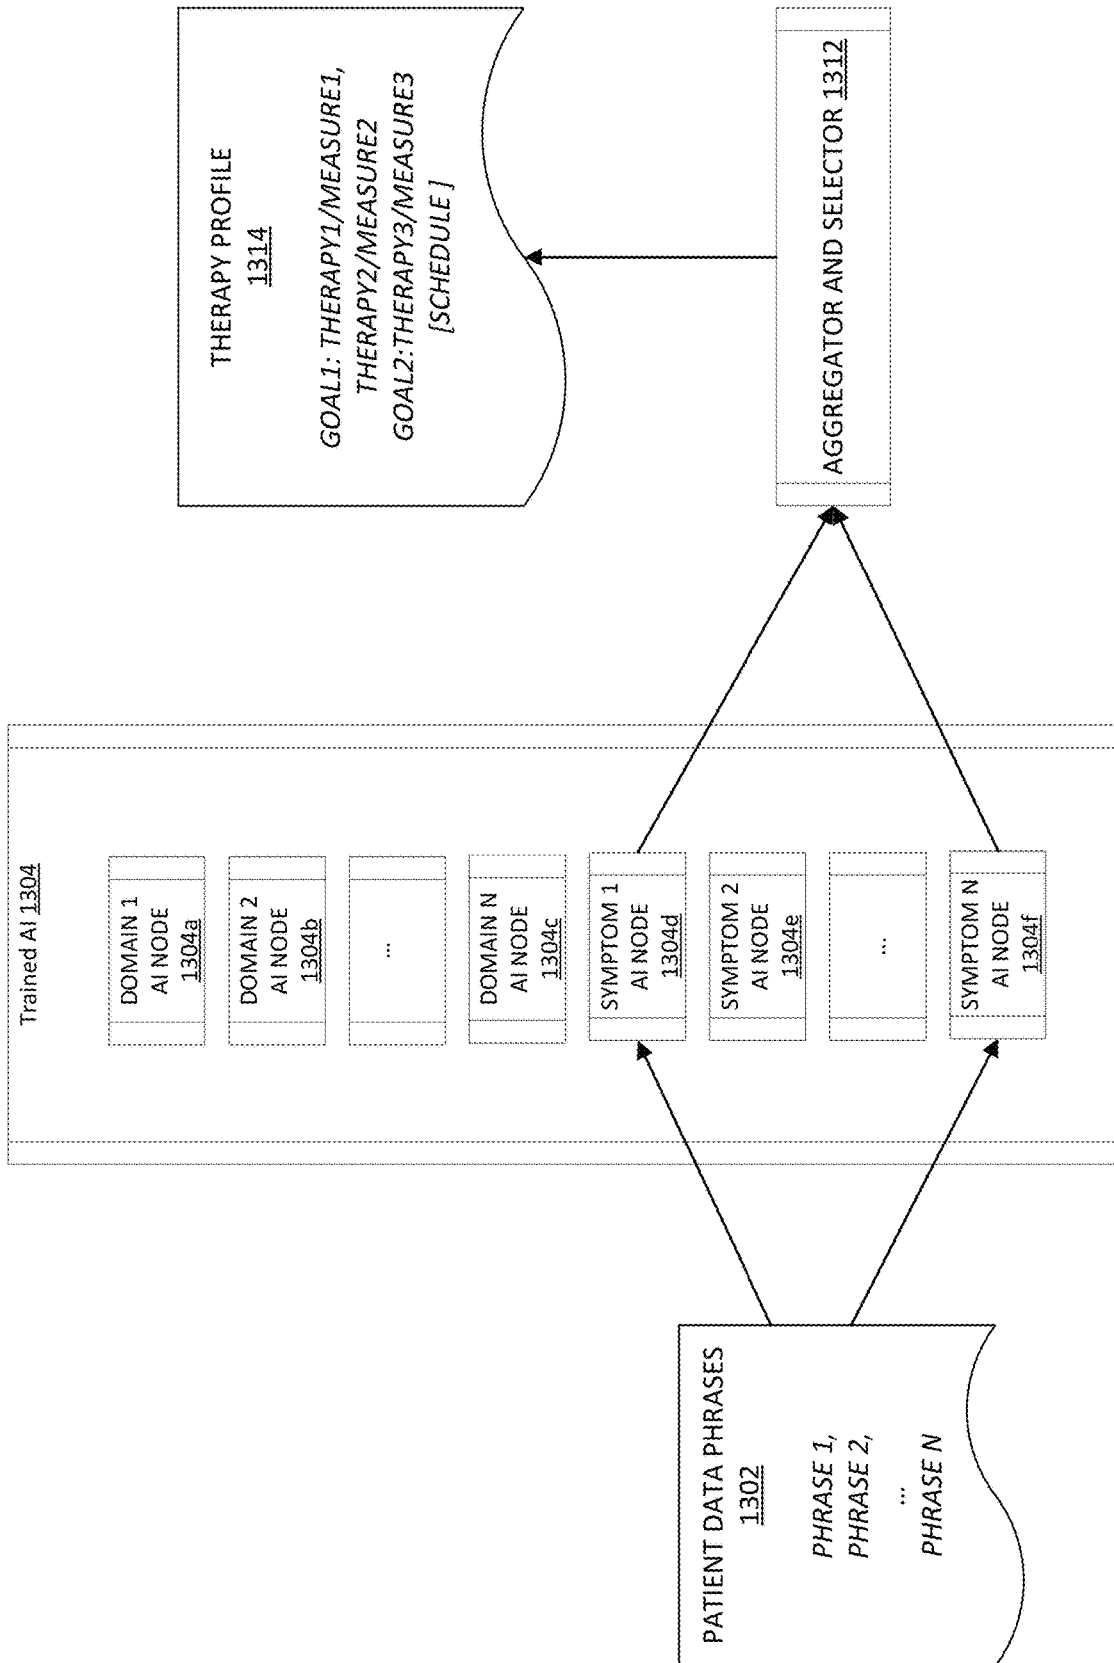 PATIENT DATA PHRASES
1302
PHRASE 1,
PHRASE 2,
...
PHRASE N
Trained AI 1304
DOMAIN 1
AI NODE
1304a
DOMAIN 2
AI NODE
1304b
...
DOMAIN N
AI NODE
1304c
SYMPTOM 1
AI NODE
1304d
SYMPTOM 2
AI NODE
1304e
...
SYMPTOM N
AI NODE
1304f
THERAPY PROFILE
1314
GOAL1: THERAPY1/MEASURE1,
THERAPY2/MEASURE2
GOAL2:THERAPY3/MEASURE3
[SCHEDULE ]
AGGREGATOR AND SELECTOR 1312